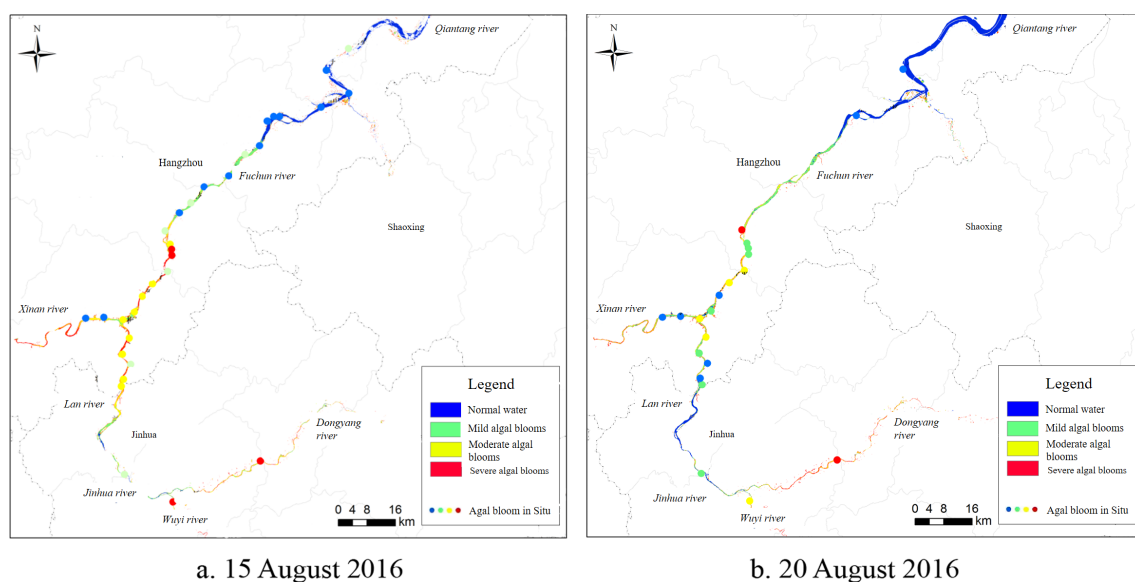 N
Qiantang river
Hangzhou
Fuchun river
Shaoxing
Xinan river
Lan river
Jinhua
Dongyang
river
Jinhua river
Wuyi river
0 4 8 16
km
Legend
Normal water
Mild algal blooms
Moderate algal
blooms
Severe algal blooms
Agal bloom in Situ
a. 15 August 2016
N
Qiantang river
Hangzhou
Fuchun river
Shaoxing
Xinan river
Lan river
Jinhua
Dongyang
river
Jinhua river
Wuyi river
0 4 8 16
km
Legend
Normal water
Mild algal blooms
Moderate algal
blooms
Severe algal blooms
Agal bloom in Situ
b. 20 August 2016